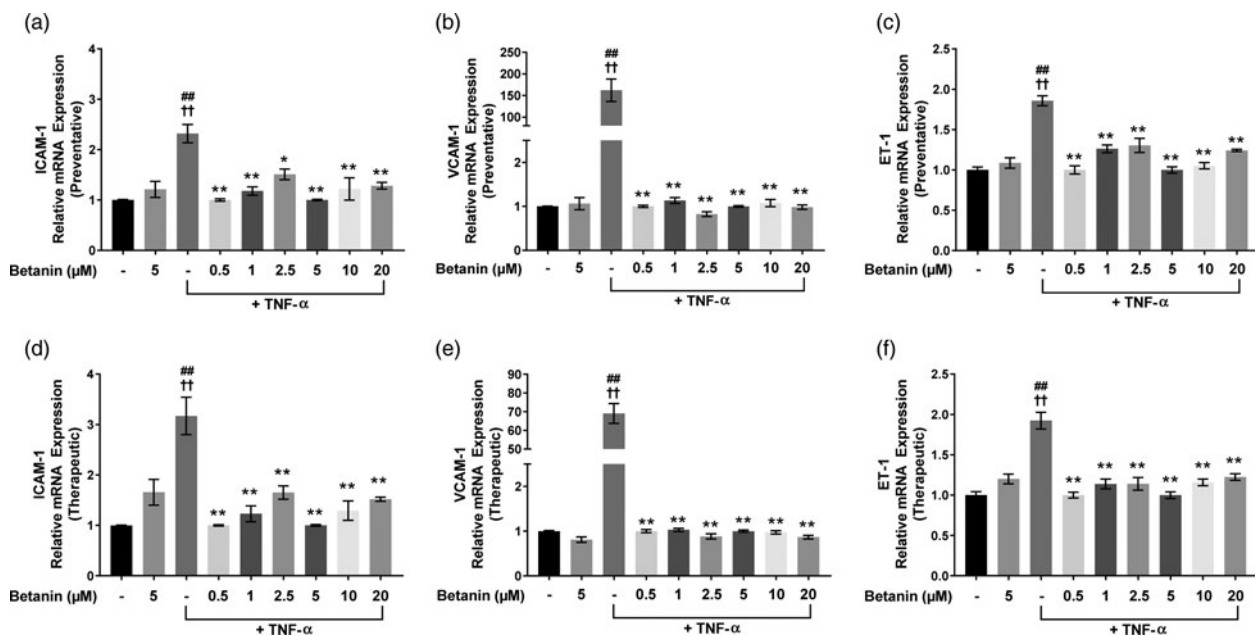 (a)
ICAM-1
Relative mRNA Expression
(Preventative)
4
3
2
1
0
##
††
** ** * ** ** **
Betanin (µM) - 5 - 0.5 1 2.5 5 10 20
+ TNF-α
(b)
VCAM-1
Relative mRNA Expression
(Preventative)
250
200
150
100
2
1
0
##
††
** ** ** ** ** **
Betanin (µM) - 5 - 0.5 1 2.5 5 10 20
+ TNF-α
(c)
ET-1
Relative mRNA Expression
(Preventative)
2.5
2.0
1.5
1.0
0.5
0.0
##
††
** ** ** ** ** **
Betanin (µM) - 5 - 0.5 1 2.5 5 10 20
+ TNF-α
(d)
ICAM-1
Relative mRNA Expression
(Therapeutic)
4
3
2
1
0
##
††
** ** ** ** ** **
Betanin (µM) - 5 - 0.5 1 2.5 5 10 20
+ TNF-α
(e)
VCAM-1
Relative mRNA Expression
(Therapeutic)
90
80
70
60
50
4
3
2
1
0
##
††
** ** ** ** ** **
Betanin (µM) - 5 - 0.5 1 2.5 5 10 20
+ TNF-α
(f)
ET-1
Relative mRNA Expression
(Therapeutic)
2.5
2.0
1.5
1.0
0.5
0.0
##
††
** ** ** ** ** **
Betanin (µM) - 5 - 0.5 1 2.5 5 10 20
+ TNF-α